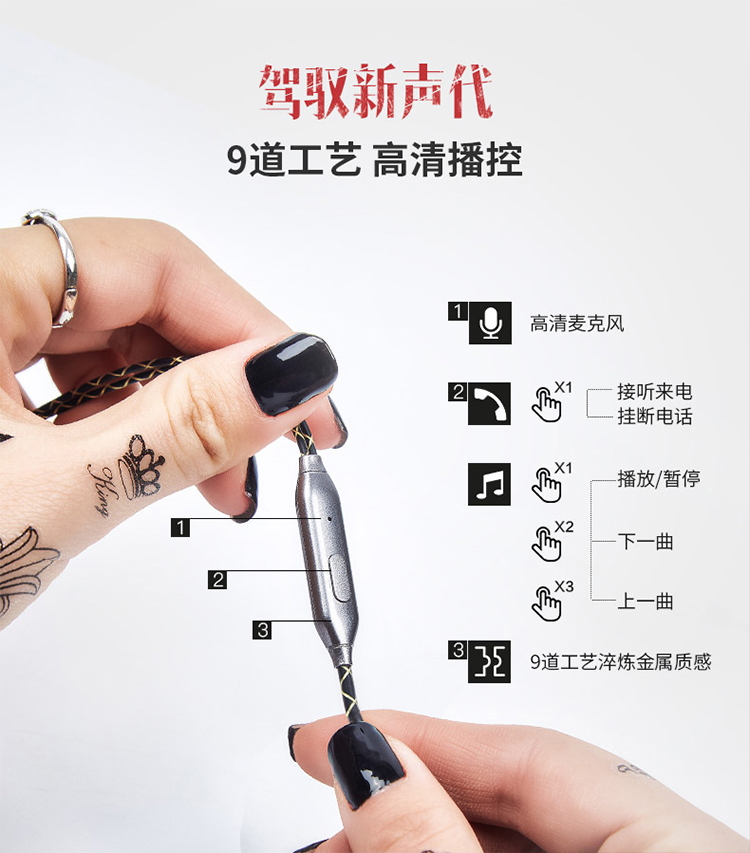 驾驭新声代
9道工艺 高清播控
1
高清麦克风
2
X1
接听来电
挂断电话
X1
播放/暂停
X2
下一曲
X3
上一曲
3
9道工艺淬炼金属质感
King
1
2
3